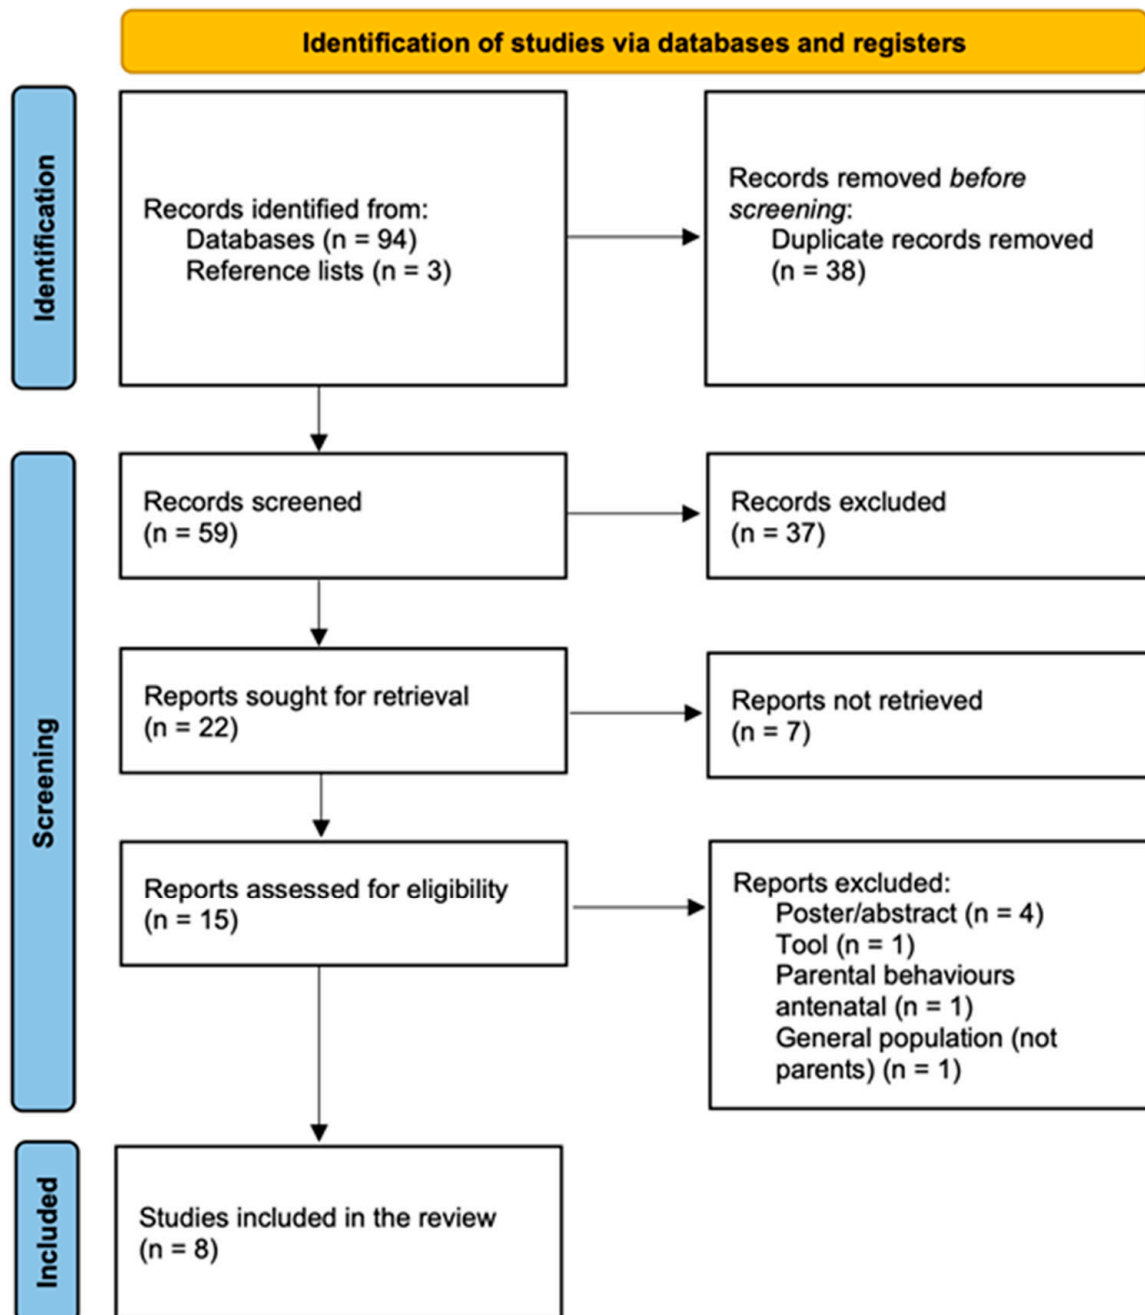 Identification of studies via databases and registers
Identification
Records identified from:
Databases (n = 94)
Reference lists (n = 3)
Records removed before
screening:
Duplicate records removed
(n = 38)
Screening
Records screened
(n = 59)
Records excluded
(n = 37)
Reports sought for retrieval
(n = 22)
Reports not retrieved
(n = 7)
Reports assessed for eligibility
(n = 15)
Reports excluded:
Poster/abstract (n = 4)
Tool (n = 1)
Parental behaviours
antenatal (n = 1)
General population (not
parents) (n = 1)
Included
Studies included in the review
(n = 8)